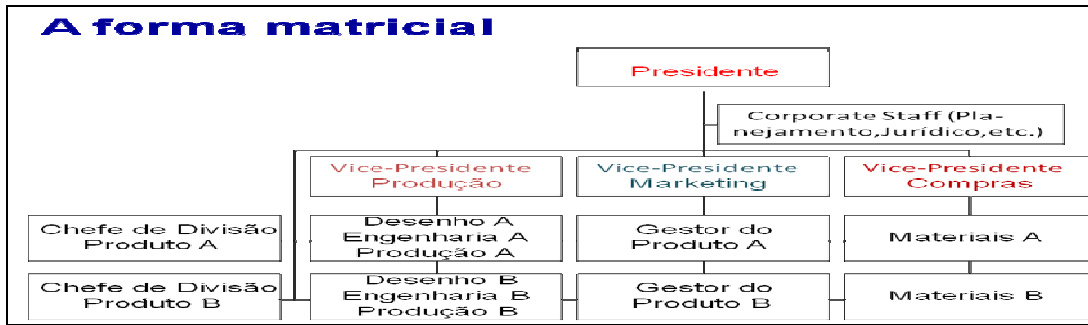 A forma matricial
Presidente
Corporate Staff (Pla-
nejamento,Jurídico,etc.)
Vice-Presidente
Produção
Vice-Presidente
Marketing
Vice-Presidente
Compras
Chefe de Divisão
Produto A
Desenho A
Engenharia A
Produção A
Gestor do
Produto A
Materiais A
Chefe de Divisão
Produto B
Desenho B
Engenharia B
Produção B
Gestor do
Produto B
Materiais B